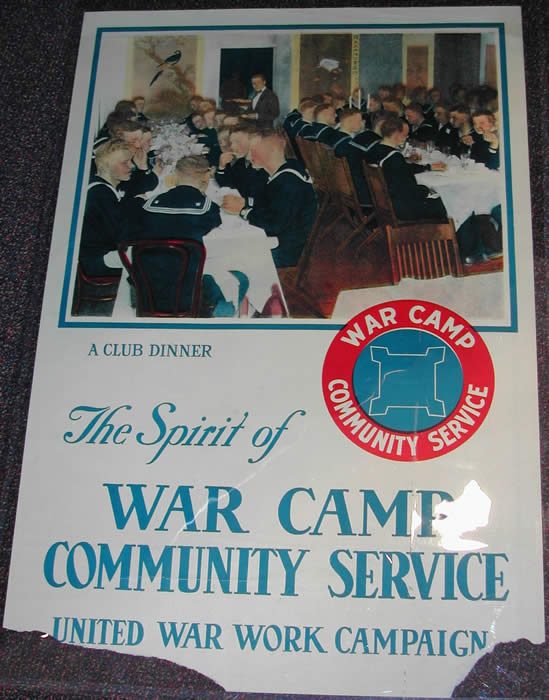 A CLUB DINNER
WAR CAMP
COMMUNITY SERVICE
The Spirit of
WAR CAMP
COMMUNITY SERVICE
UNITED WAR WORK CAMPAIGN